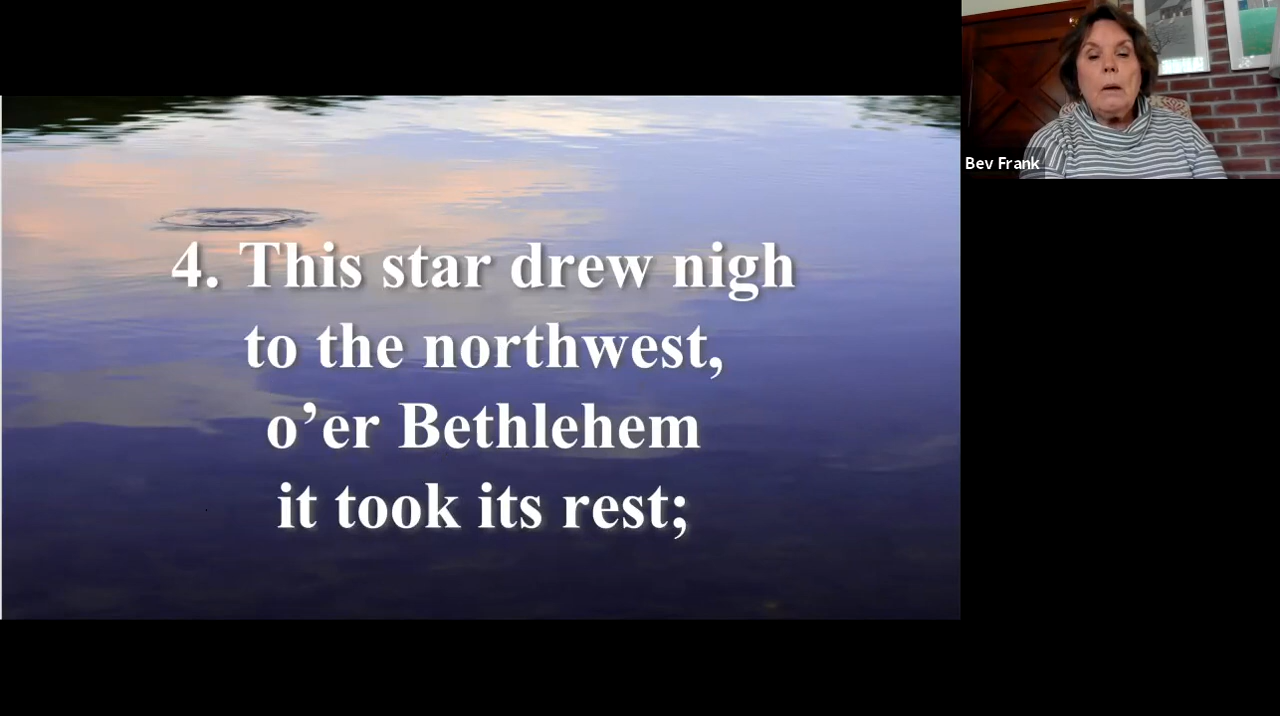 4. This star drew nigh
to the northwest,
o’er Bethlehem
it took its rest;
Bev Frank